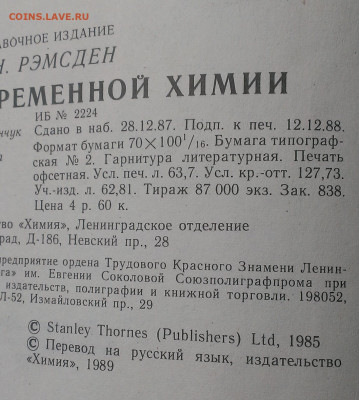 COINS.LAVE.RU
АВОЧНОЕ ИЗДАНИЕ
Н. РЭМСДЕН
РЕМЕННОЙ ХИМИИ
ИБ № 2224
Сдано в наб. 28.12.87. Подп. к печ. 12.12.88.
Формат бумаги 70×100¹/₁₆. Бумага типограф-
ская № 2. Гарнитура литературная. Печать
офсетная. Усл. печ. л. 63,7. Усл. кр.-отт. 127,73.
Уч.-изд. л. 62,81. Тираж 87 000 экз. Зак. 838.
Цена 4 р. 60 к.
ство «Химия», Ленинградское отделение
рад, Д-186, Невский пр., 28
предприятие ордена Трудового Красного Знамени Ленин-
га» им. Евгении Соколовой Союзполиграфпрома при
издательств, полиграфии и книжной торговли. 198052,
Л-52, Измайловский пр., 29
© Stanley Thornes (Publishers) Ltd, 1985
© Перевод на русский язык, издательство
«Химия», 1989